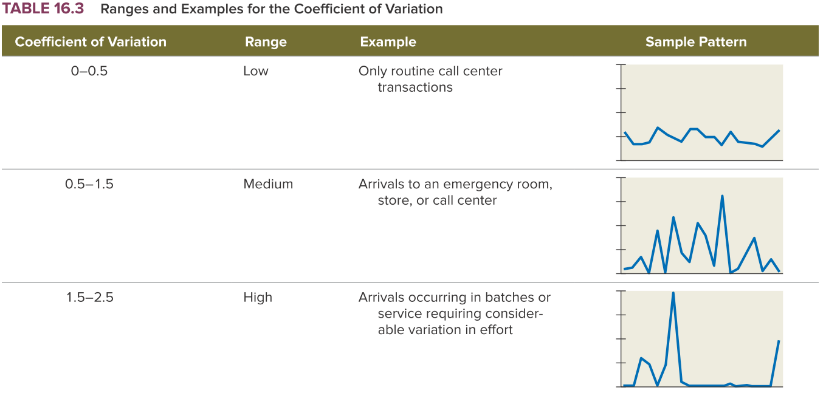 TABLE 16.3 Ranges and Examples for the Coefficient of Variation
Coefficient of Variation Range Example Sample Pattern
0–0.5 Low Only routine call center
transactions
0.5–1.5 Medium Arrivals to an emergency room,
store, or call center
1.5–2.5 High Arrivals occurring in batches or
service requiring consider-
able variation in effort